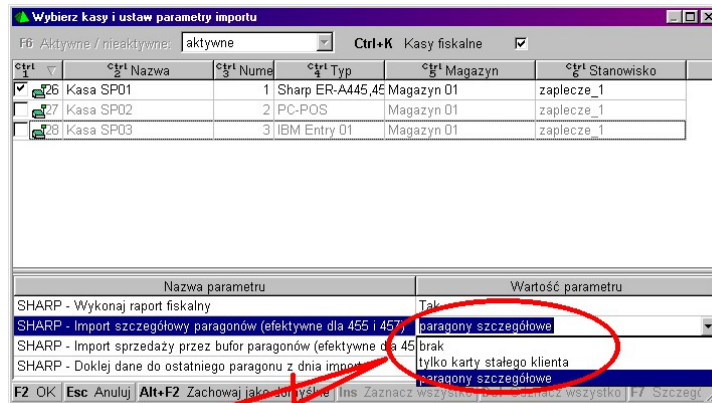 Wybierz kasy i ustaw parametry importu
F6 Aktywne / nieaktywne: aktywne Ctrl+K Kasy fiskalne
Ctrl 1 Ctrl 2 Nazwa Ctrl 3 Nume Ctrl 4 Typ Ctrl 5 Magazyn Ctrl 6 Stanowisko
26 Kasa SP01 1 Sharp ER-A445,45 Magazyn 01 zaplecze_1
27 Kasa SP02 2 PC-POS Magazyn 01 zaplecze_1
28 Kasa SP03 3 IBM Entry 01 Magazyn 01 zaplecze_1
Nazwa parametru Wartość parametru
SHARP - Wykonaj raport fiskalny Tak
SHARP - Import szczegółowy paragonów (efektywne dla 455 i 457) paragony szczegółowe
SHARP - Import sprzedaży przez bufor paragonów (efektywne dla 45 brak
SHARP - Doklej dane do ostatniego paragonu z dnia import tylko karty stałego klienta
paragony szczegółowe
F2 OK Esc Anuluj Alt+F2 Zachowaj jako domyślne Ins Zaznacz wszystko Odznacz wszystko F7 Szczegó